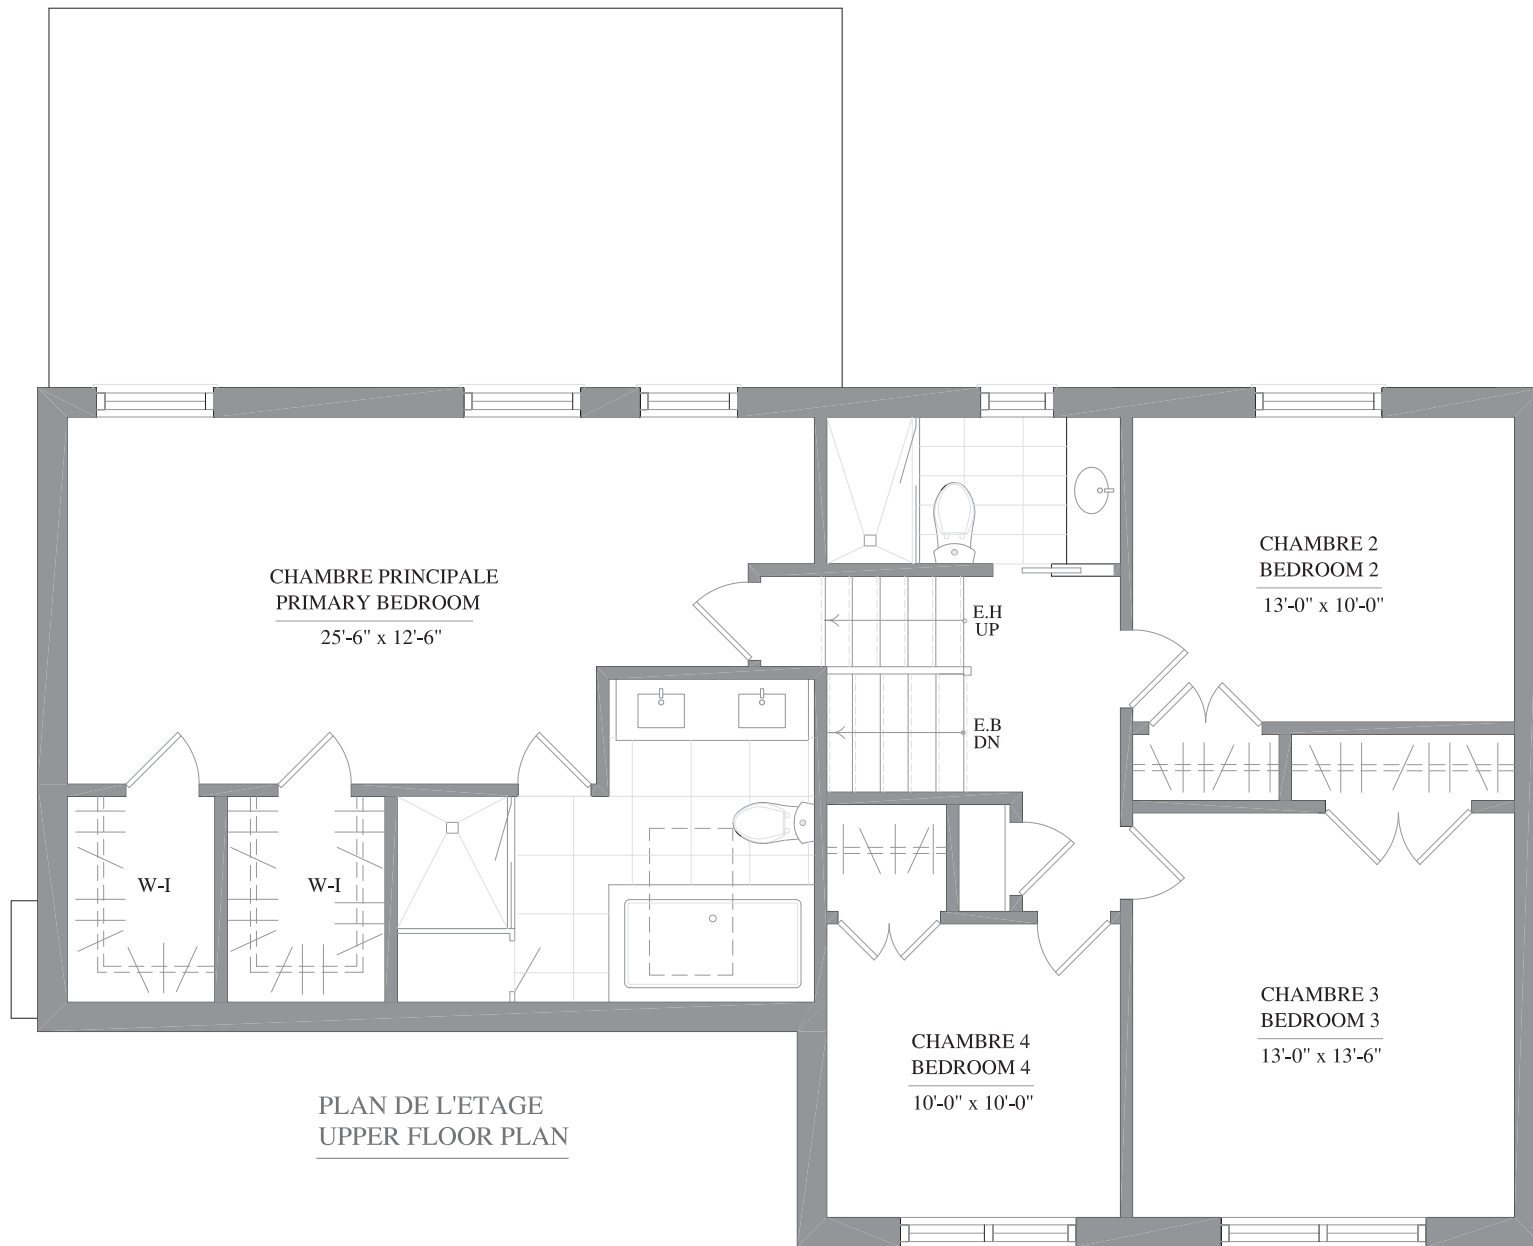 CHAMBRE PRINCIPALE
PRIMARY BEDROOM
25'-6" x 12'-6"
E.H
UP
E.B
DN
CHAMBRE 2
BEDROOM 2
13'-0" x 10'-0"
W-I
W-I
CHAMBRE 4
BEDROOM 4
10'-0" x 10'-0"
CHAMBRE 3
BEDROOM 3
13'-0" x 13'-6"
PLAN DE L'ETAGE
UPPER FLOOR PLAN